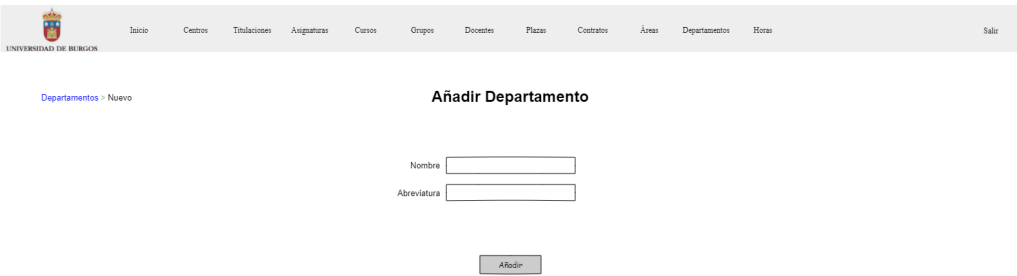 UNIVERSIDAD DE BURGOS
Inicio Centros Titulaciones Asignaturas Cursos Grupos Docentes Plazas Contratos Áreas Departamentos Horas Salir
Departamentos > Nuevo
Añadir Departamento
Nombre
Abreviatura
Añadir